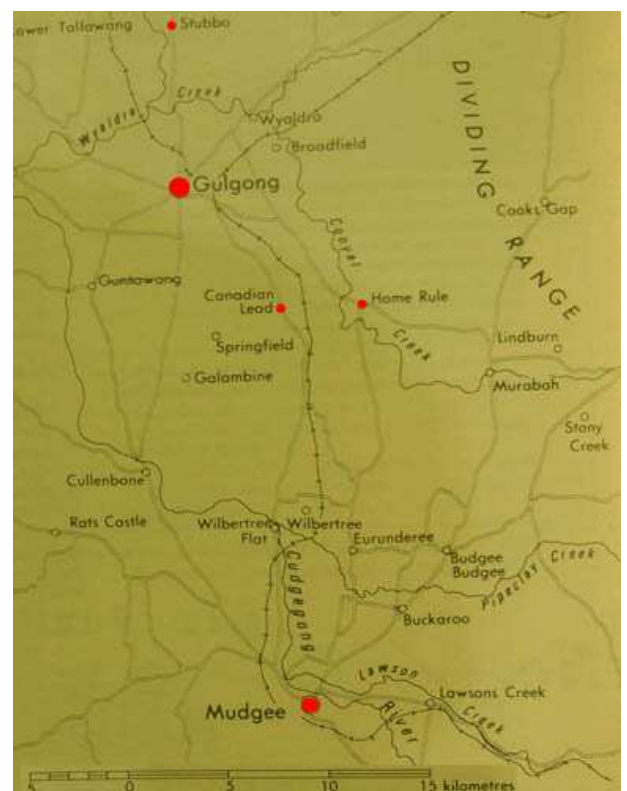 Lower Tallawang
Stubbo
DIVIDING RANGE
Wyaldra Creek
Wyaldra
Broadfield
Gulgong
Cooks Gap
Cooyal Creek
Guntawang
Canadian
Lead
Home Rule
Springfield
Lindburn
Galambine
Murabah
Stony
Creek
Cullenbone
Rats Castle
Wilbertree
Flat
Wilbertree
Eurunderee
Budgee
Budgee
Pipeclay Creek
Cudgegong River
Buckaroo
Lawson Creek
Lawsons Creek
Mudgee
5 0 5 10 15 kilometres